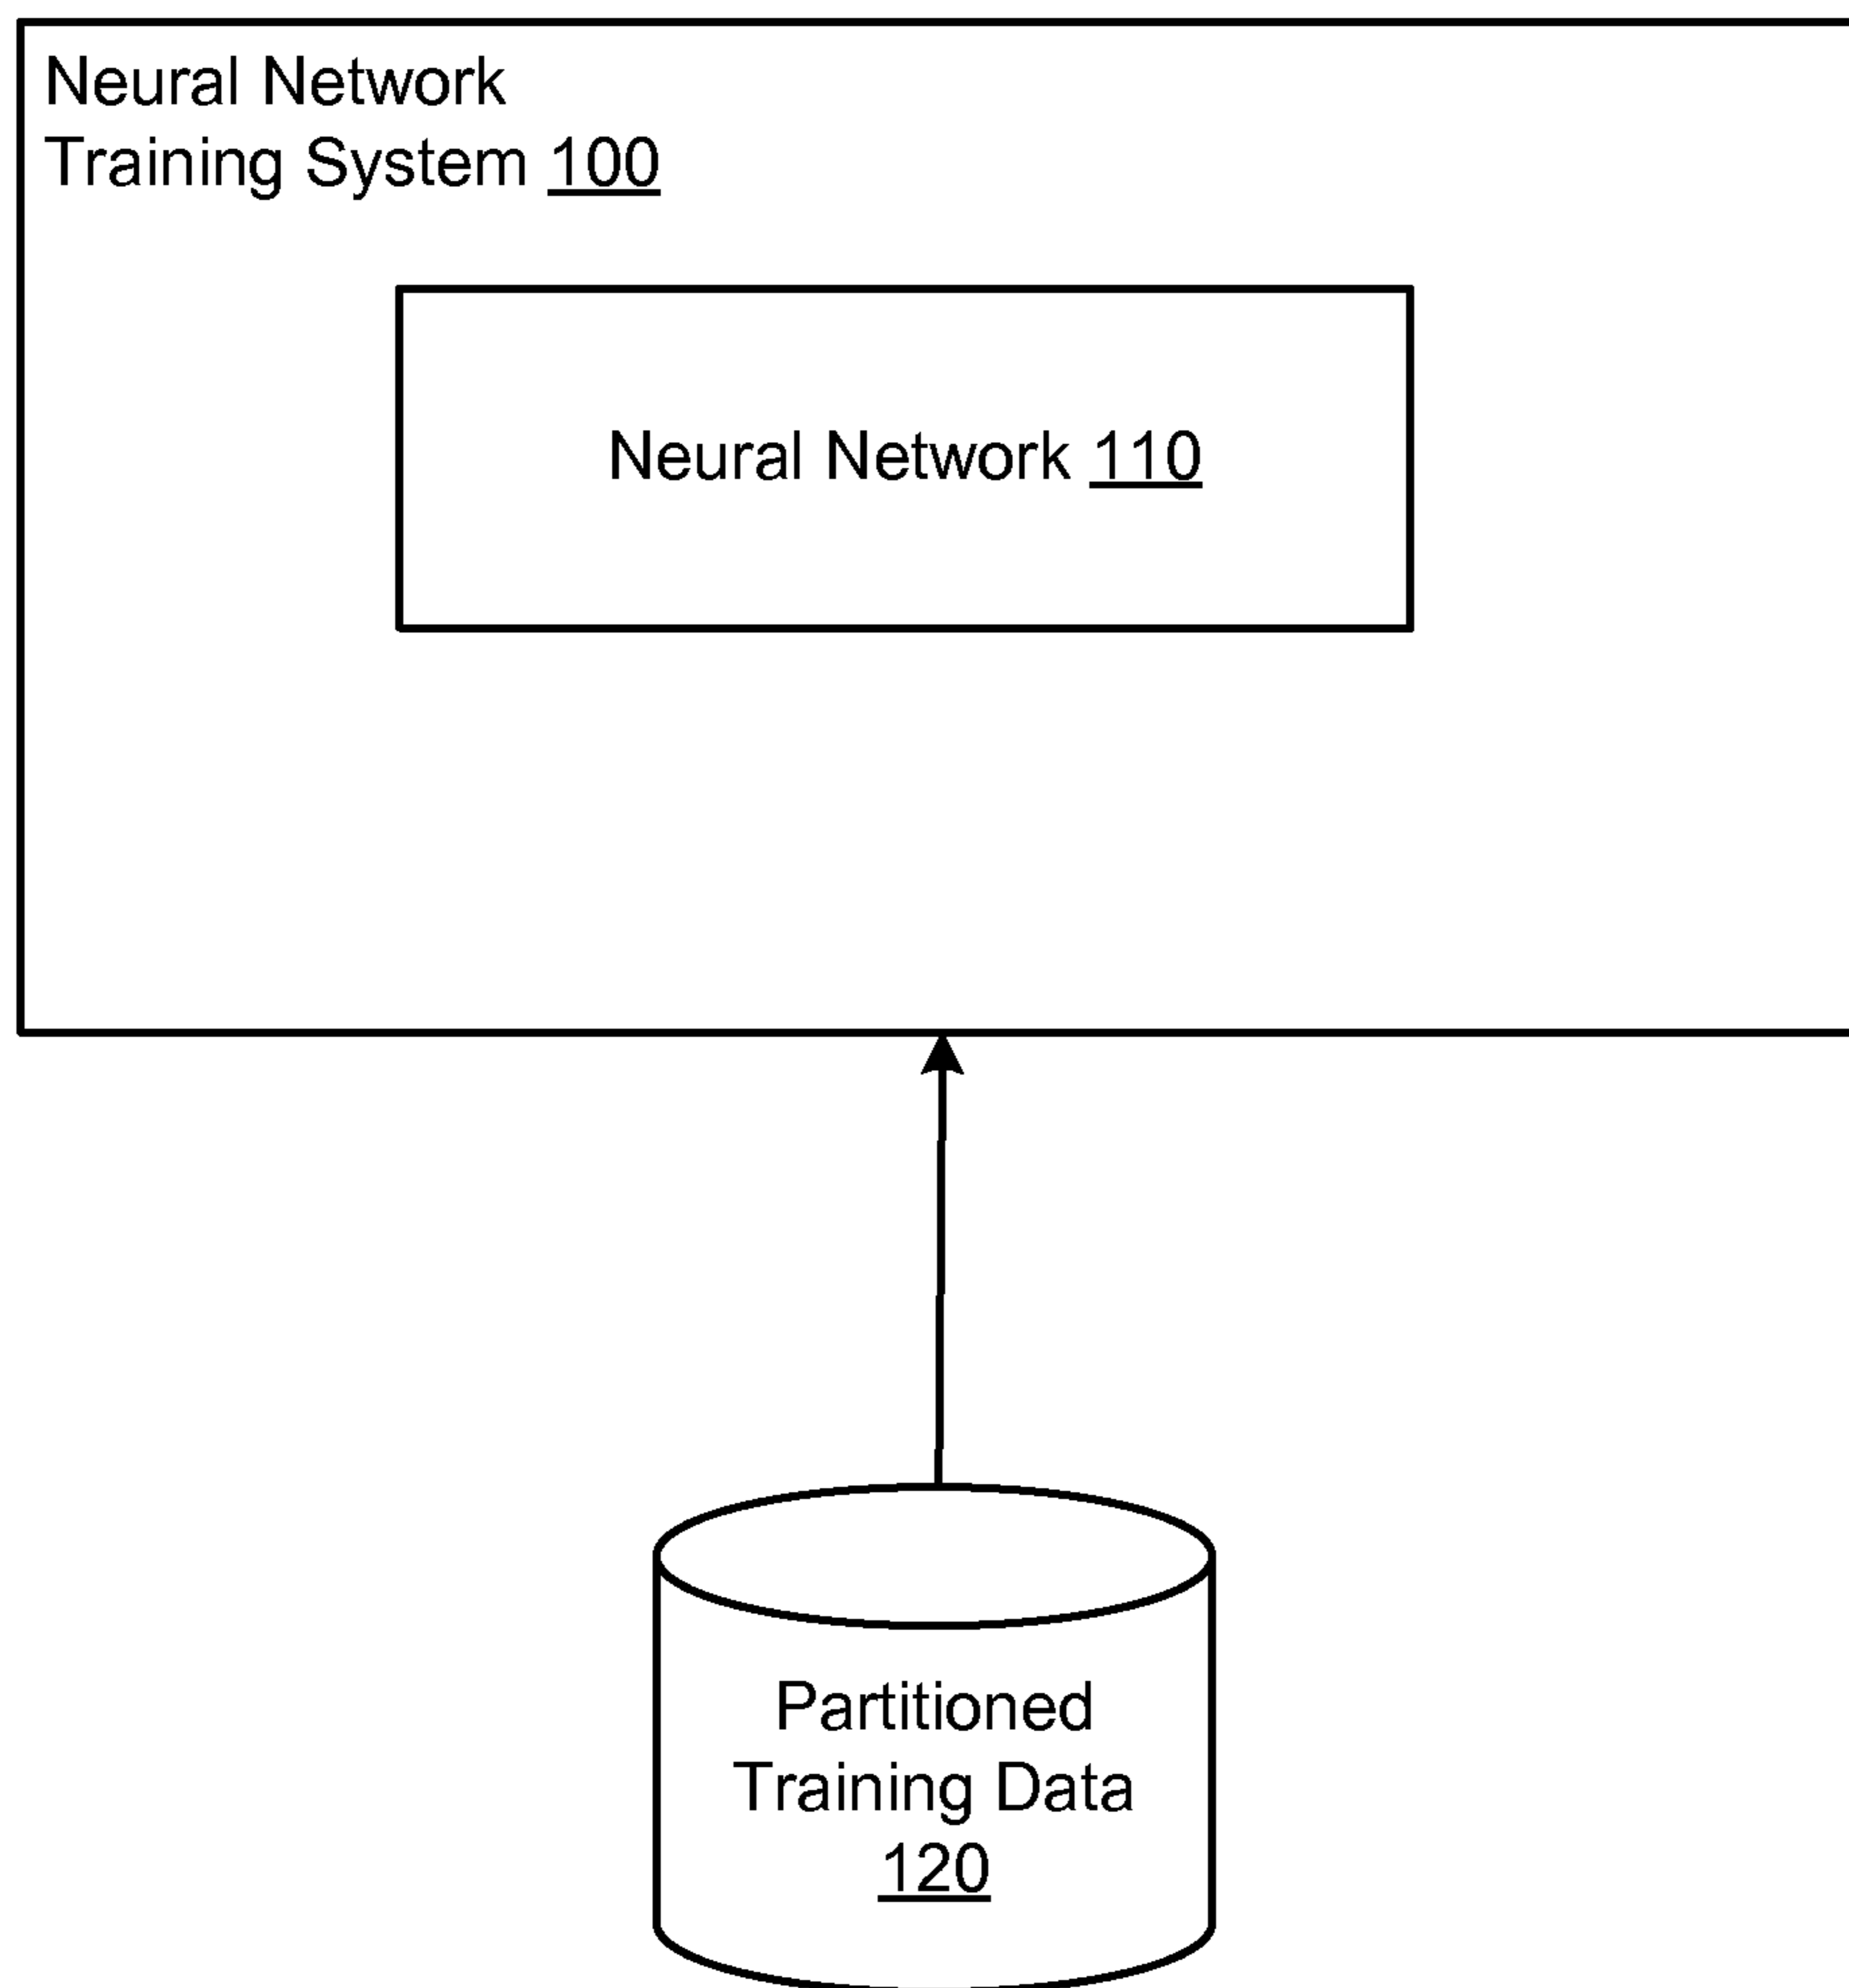 Neural Network
Training System 100
Neural Network 110
Partitioned
Training Data
120